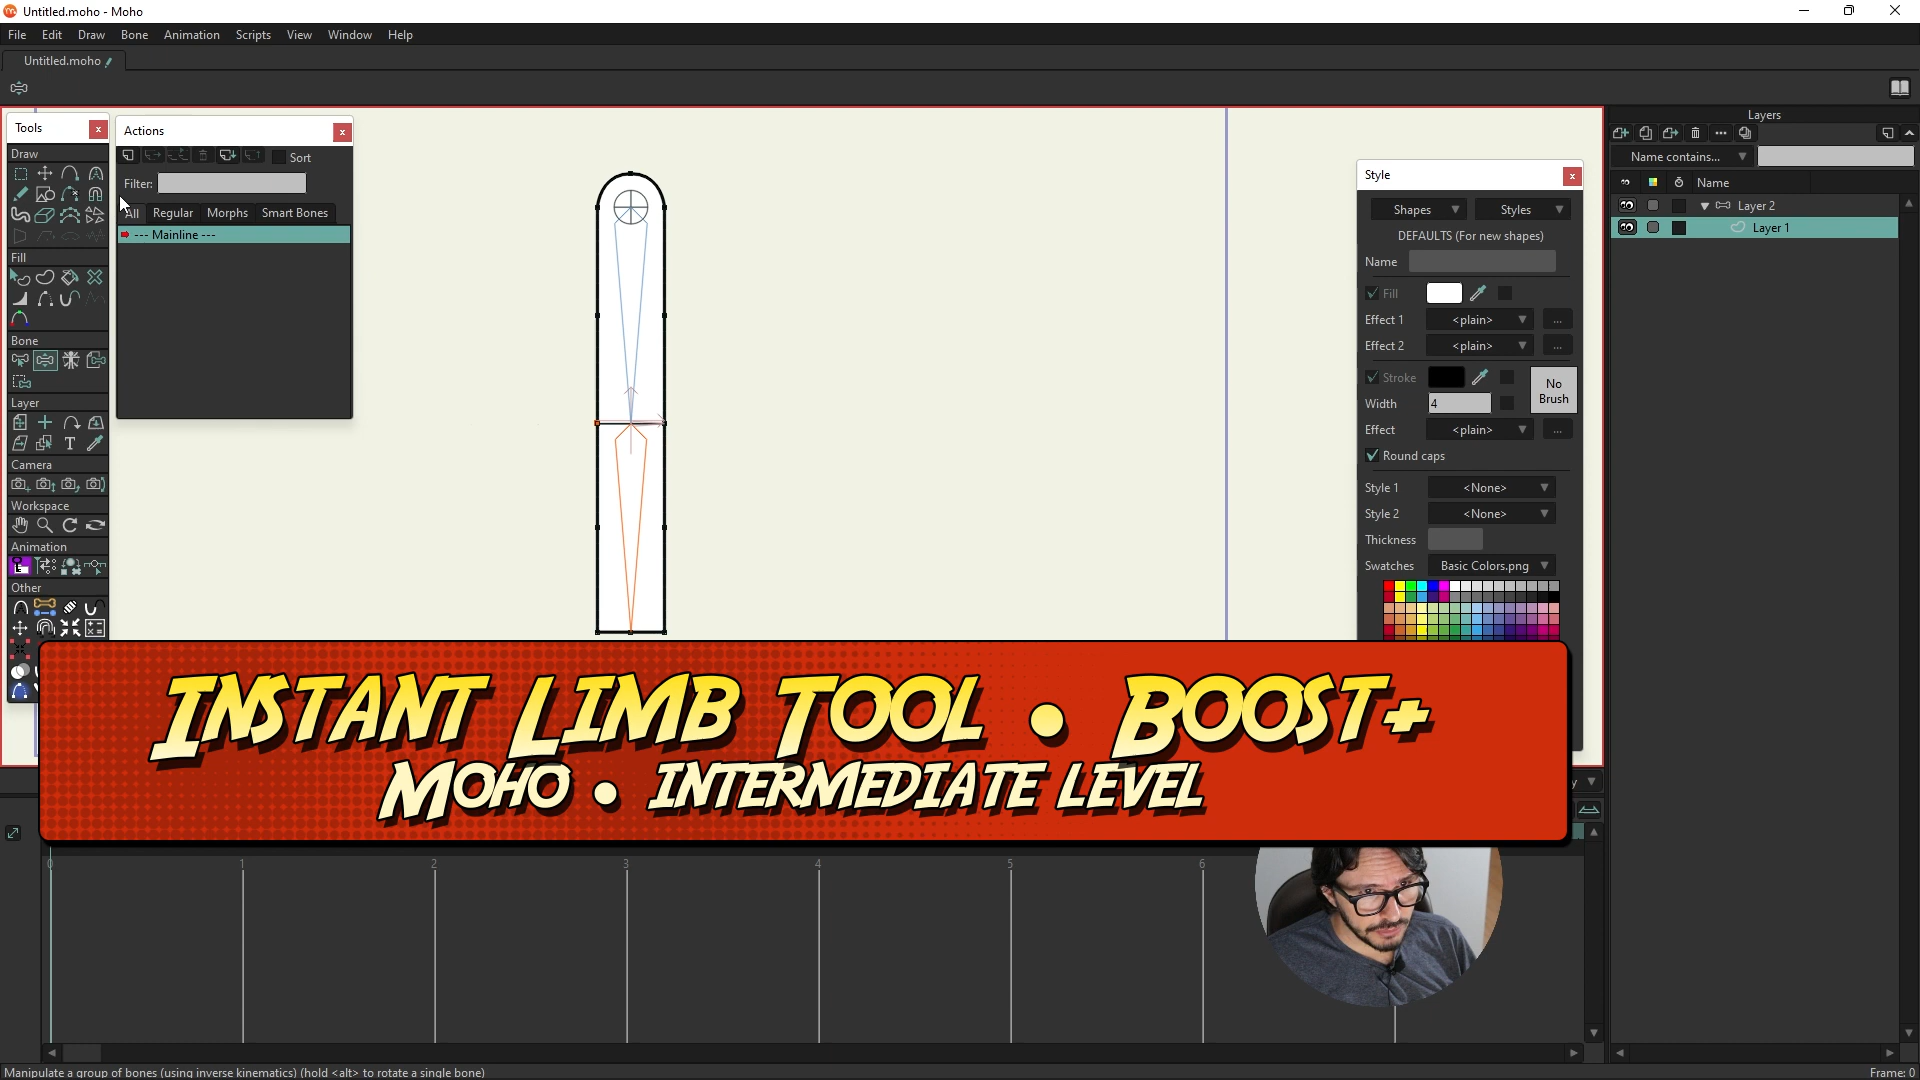 Untitled.moho - Moho
File Edit Draw Bone Animation Scripts View Window Help
Untitled.moho
Tools
Draw
Fill
Bone
Layer
Camera
Workspace
Animation
Other
Actions
Sort
Filter:
All Regular Morphs Smart Bones
--- Mainline ---
Style
Shapes Styles
DEFAULTS (For new shapes)
Name
Fill
Effect 1 <plain> ...
Effect 2 <plain> ...
Stroke
No
Brush
Width 4
Effect <plain> ...
Round caps
Style 1 <None>
Style 2 <None>
Thickness
Swatches Basic Colors.png
Layers
Name contains...
Name
Layer 2
Layer 1
Instant Limb Tool • Boost+
Moho • Intermediate level
0 1 2 3 4 5 6
Manipulate a group of bones (using inverse kinematics) (hold <alt> to rotate a single bone)
Frame: 0